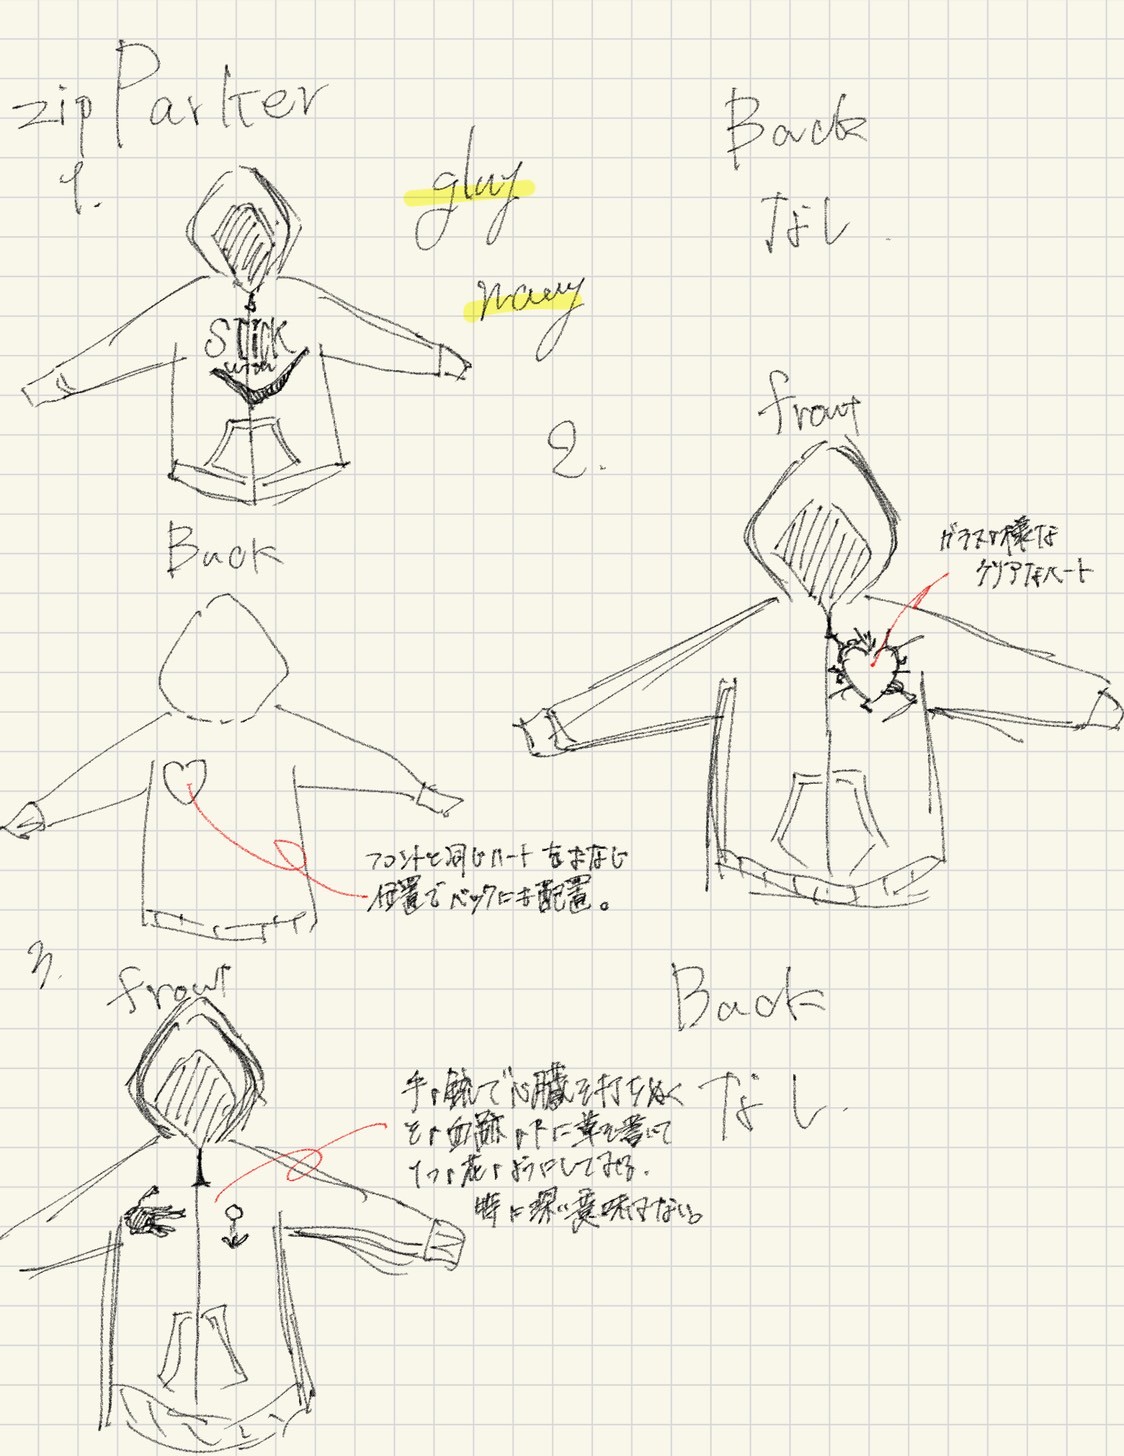 zip Parker
1.
gluy
navy
Back
なし.
STICK
with
Back
フロントと同じハートをおなじ
位置でバックにも配置。
2.
front
ガラスの様な
クリアなハート
3.
front
手の銃で心臓を打ちぬく
その血跡の下に草を書いて
1つの花のようにしてみせる.
特に深い意味はない。
Back
なし.